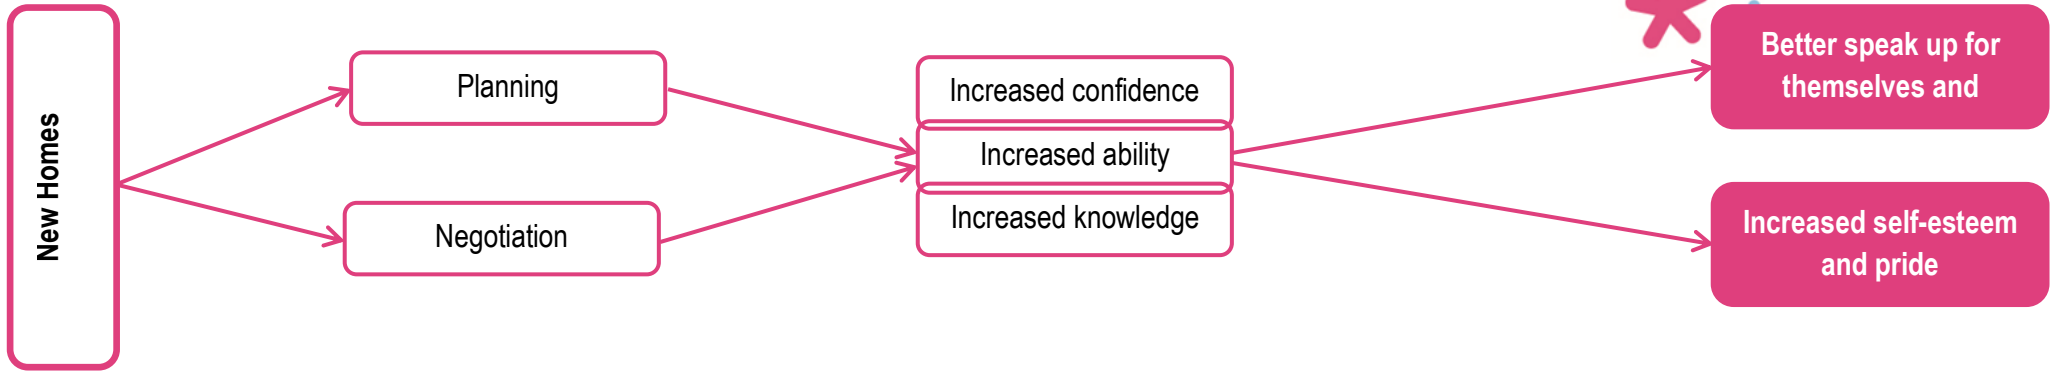 New Homes
Planning
Negotiation
Increased confidence
Increased ability
Increased knowledge
Better speak up for
themselves and
Increased self-esteem
and pride